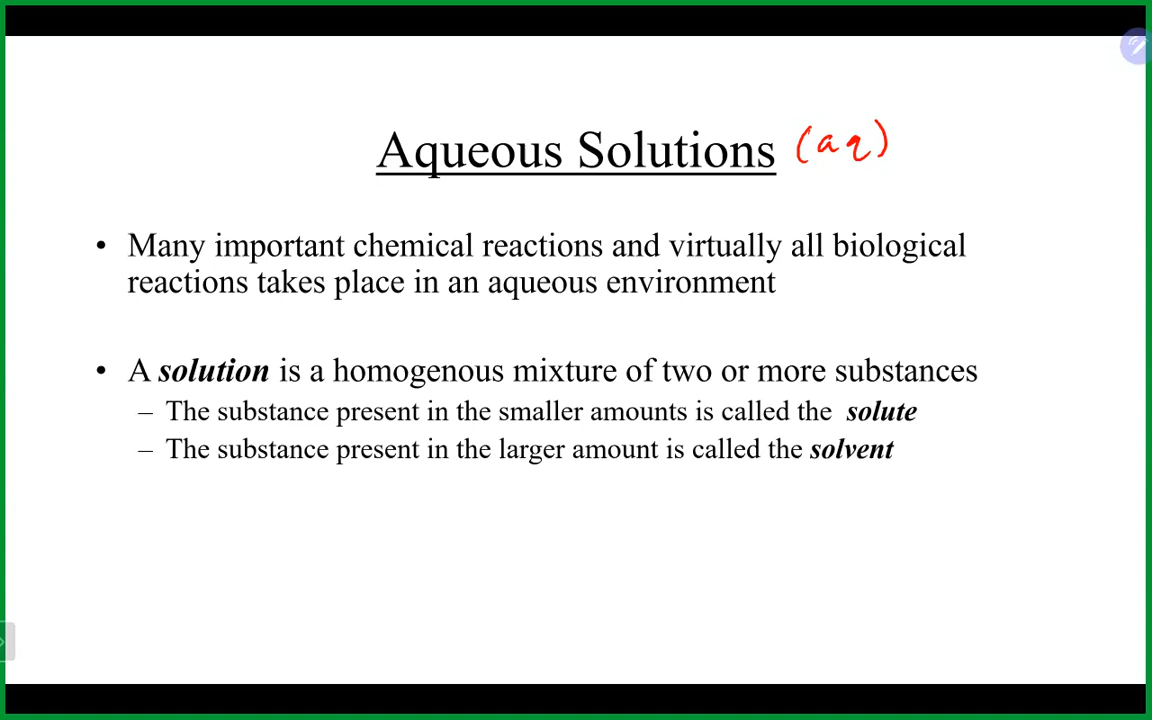 Aqueous Solutions (aq)
• Many important chemical reactions and virtually all biological
reactions takes place in an aqueous environment
• A solution is a homogenous mixture of two or more substances
– The substance present in the smaller amounts is called the solute
– The substance present in the larger amount is called the solvent